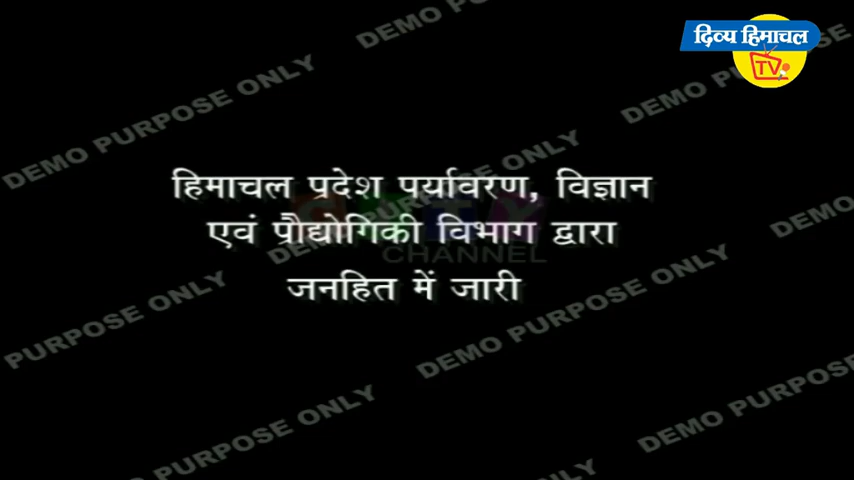 दिव्य हिमाचल
TV
DEMO PURPOSE ONLY
DEMO PURPOSE ONLY
DEMO PURPOSE ONLY
हिमाचल प्रदेश पर्यावरण, विज्ञान
एवं प्रौद्योगिकी विभाग द्वारा
CHANNEL
जनहित में जारी
DEMO PURPOSE ONLY
DEMO
PURPOSE ONLY
DEMO PURPOSE ONLY
PURPOSE ONLY
DEMO PURPOSE
ONLY